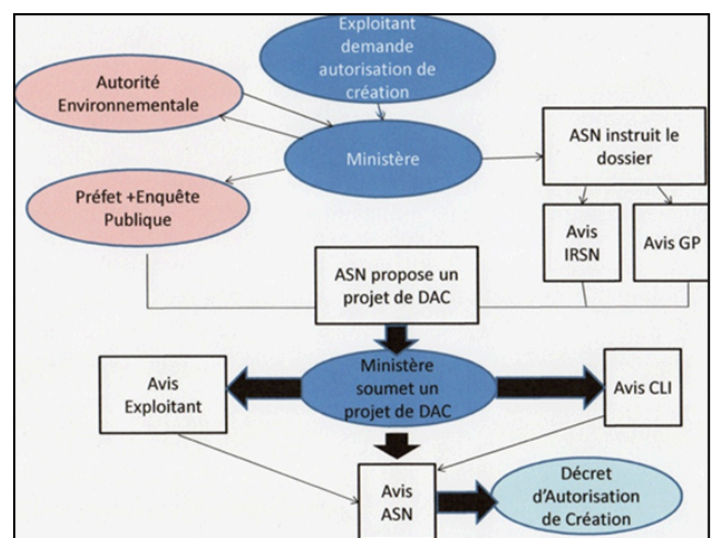 Exploitant
demande
autorisation de
création
Autorité
Environnementale
Ministère
ASN instruit le
dossier
Préfet +Enquête
Publique
Avis
IRSN
Avis GP
ASN propose un
projet de DAC
Ministère
soumet un
projet de DAC
Avis
Exploitant
Avis CLI
Avis
ASN
Décret
d'Autorisation
de Création